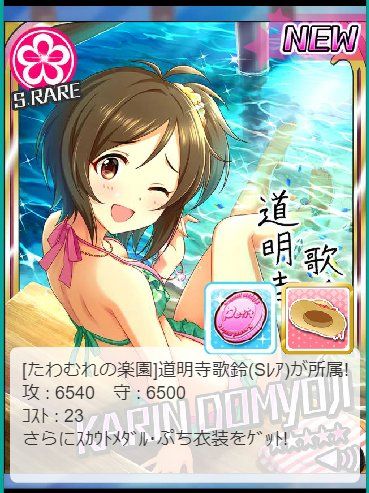 NEW
S.RARE
道明寺
歌
[たわむれの楽園]道明寺歌鈴(Sﾚｱ)が所属!
攻 : 6540 守 : 6500
ｺｽﾄ : 23
KARIN DOMYOJI
さらにｽｶｳﾄﾒﾀﾞﾙ･ぷち衣装をｹﾞｯﾄ!